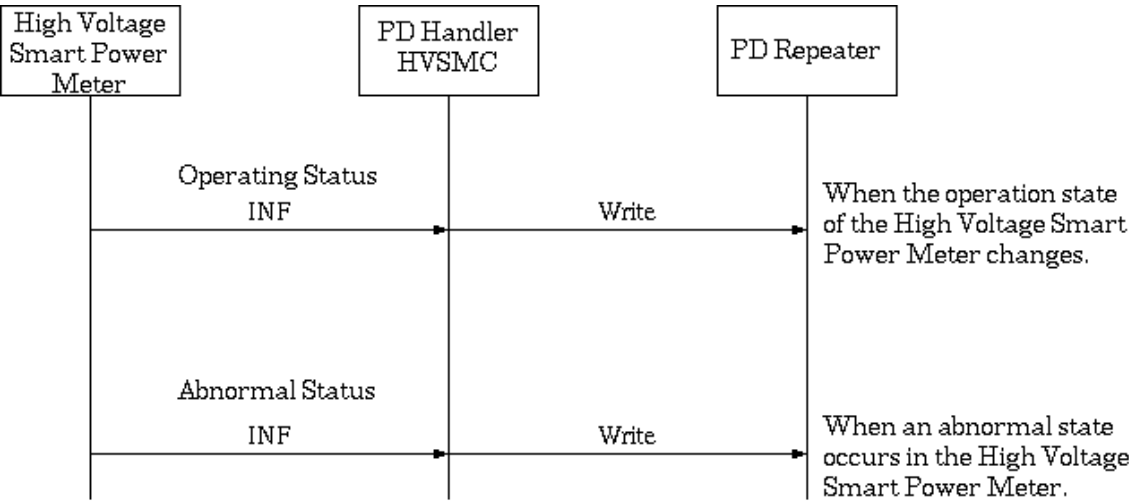 High Voltage
Smart Power
Meter
PD Handler
HVSMC
PD Repeater
Operating Status
INF
Write
When the operation state
of the High Voltage Smart
Power Meter changes.
Abnormal Status
INF
Write
When an abnormal state
occurs in the High Voltage
Smart Power Meter.